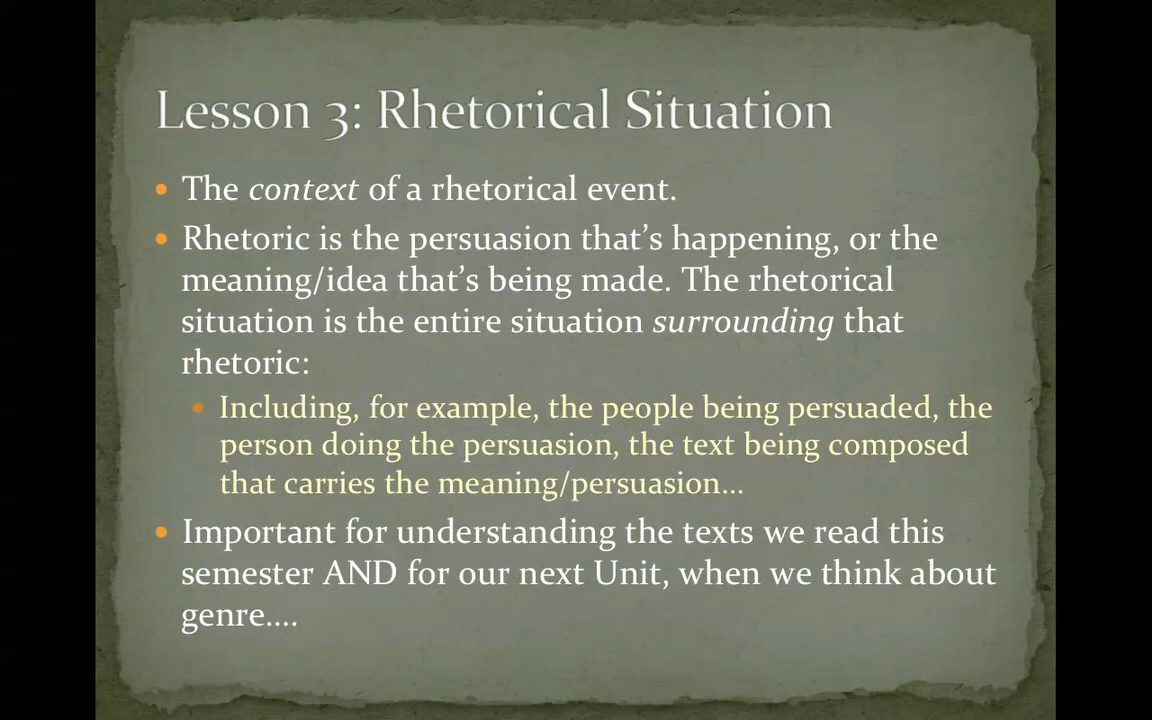 Lesson 3: Rhetorical Situation
• The context of a rhetorical event.
• Rhetoric is the persuasion that’s happening, or the
meaning/idea that’s being made. The rhetorical
situation is the entire situation surrounding that
rhetoric:
• Including, for example, the people being persuaded, the
person doing the persuasion, the text being composed
that carries the meaning/persuasion…
• Important for understanding the texts we read this
semester AND for our next Unit, when we think about
genre….